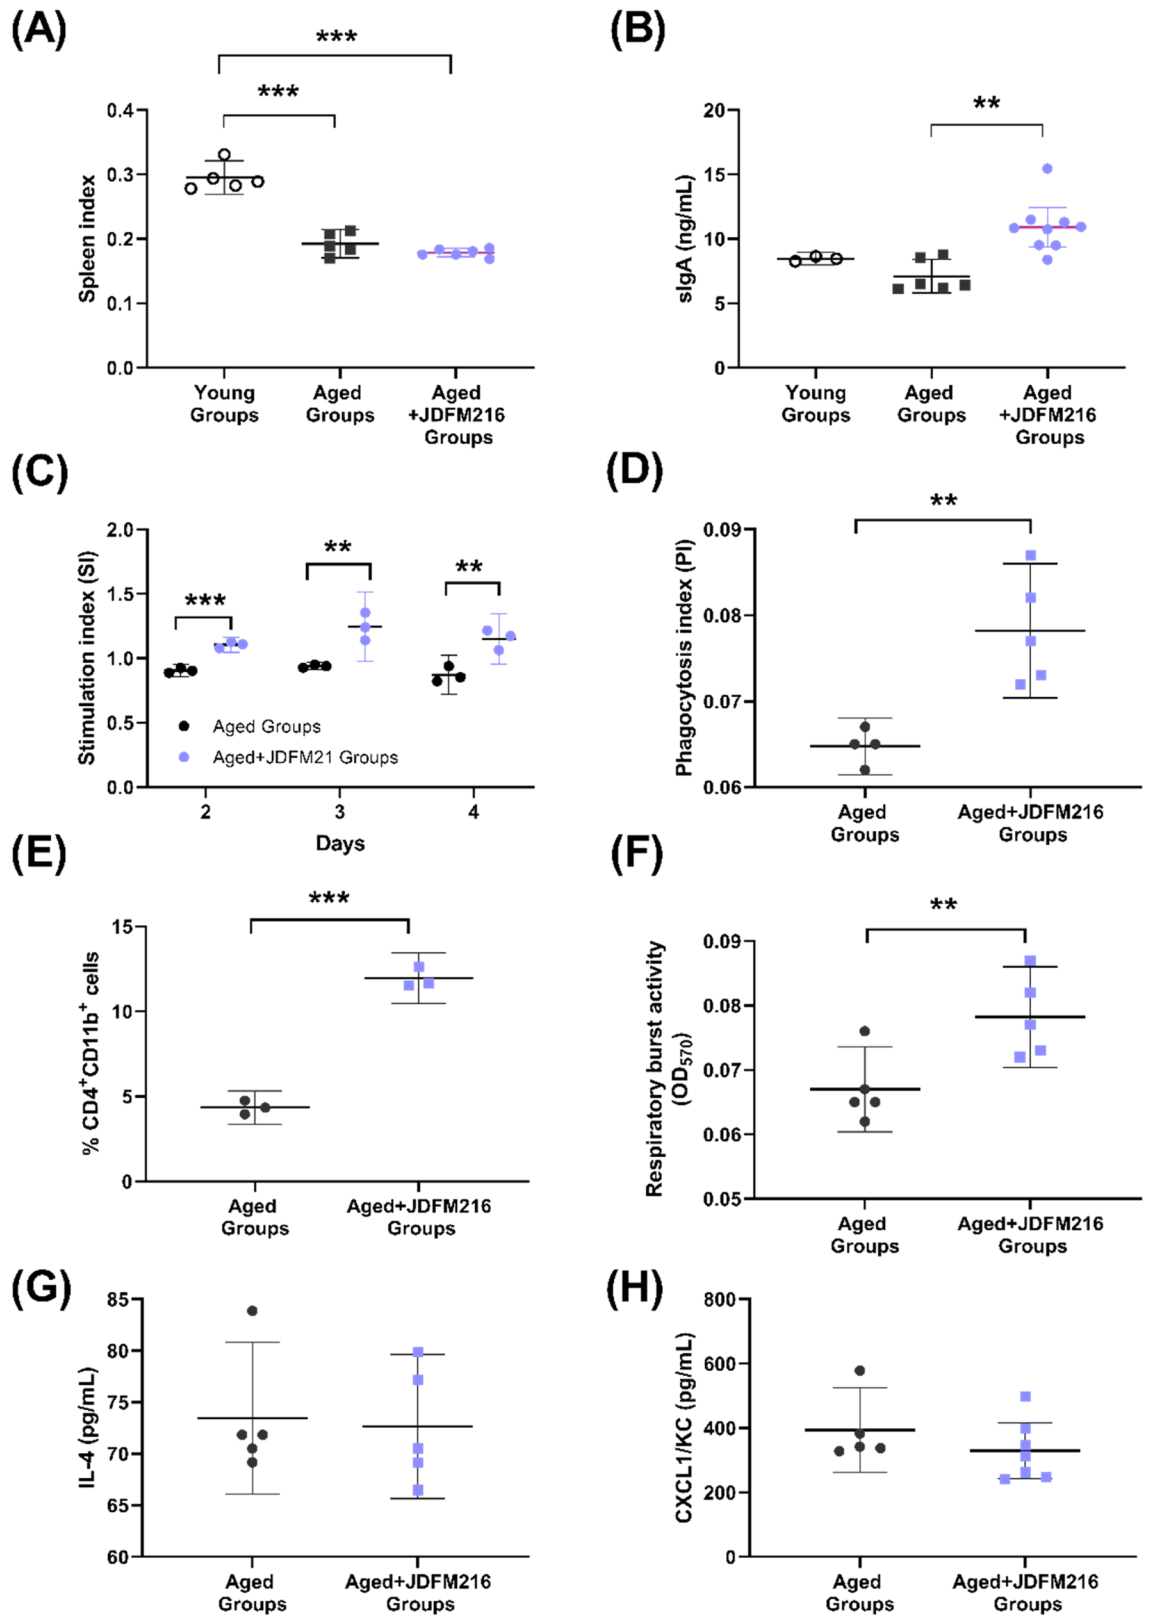 (A)
***
***
0.4
0.3
0.2
0.1
0.0
Spleen index
Young
Groups
Aged
Groups
Aged
+JDFM216
Groups
(B)
**
20
15
10
5
0
sIgA (ng/mL)
Young
Groups
Aged
Groups
Aged
+JDFM216
Groups
(C)
2.0
1.5
1.0
0.5
0.0
Stimulation index (SI)
***
**
**
Aged Groups
Aged+JDFM21 Groups
2
3
4
Days
(D)
**
0.09
0.08
0.07
0.06
Phagocytosis index (PI)
Aged
Groups
Aged+JDFM216
Groups
(E)
***
15
10
5
0
% CD4⁺CD11b⁺ cells
Aged
Groups
Aged+JDFM216
Groups
(F)
**
0.09
0.08
0.07
0.06
0.05
Respiratory burst activity
(OD₅₇₀)
Aged
Groups
Aged+JDFM216
Groups
(G)
85
80
75
70
65
60
IL-4 (pg/mL)
Aged
Groups
Aged+JDFM216
Groups
(H)
800
600
400
200
0
CXCL1/KC (pg/mL)
Aged
Groups
Aged+JDFM216
Groups